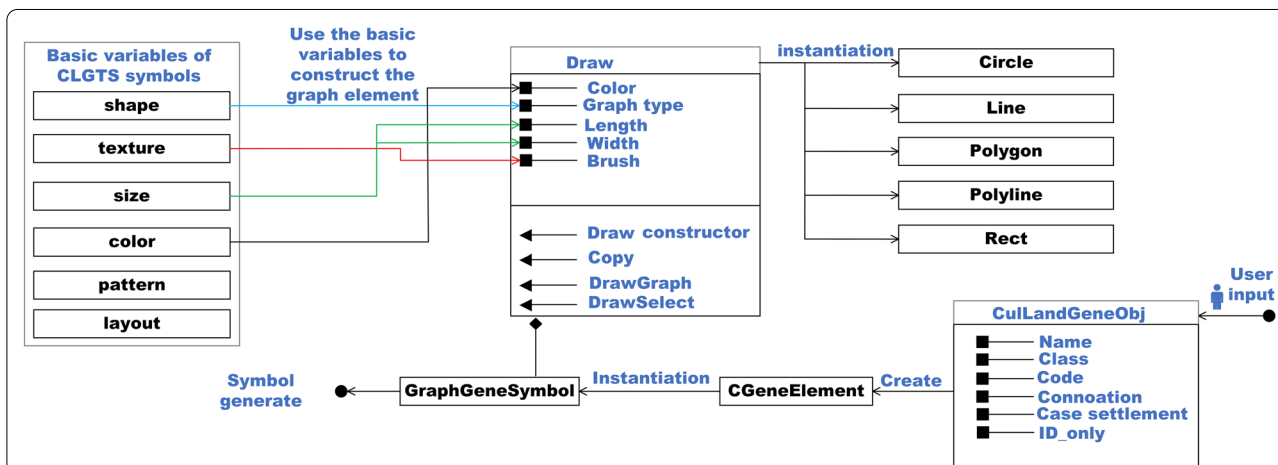 Basic variables of
CLGTS symbols
shape
texture
size
color
pattern
layout
Use the basic
variables to
construct the
graph element
Draw
Color
Graph type
Length
Width
Brush
Draw constructor
Copy
DrawGraph
DrawSelect
instantiation
Circle
Line
Polygon
Polyline
Rect
User
input
CulLandGeneObj
Name
Class
Code
Connoation
Case settlement
ID_only
Create
CGeneElement
Instantiation
GraphGeneSymbol
Symbol
generate